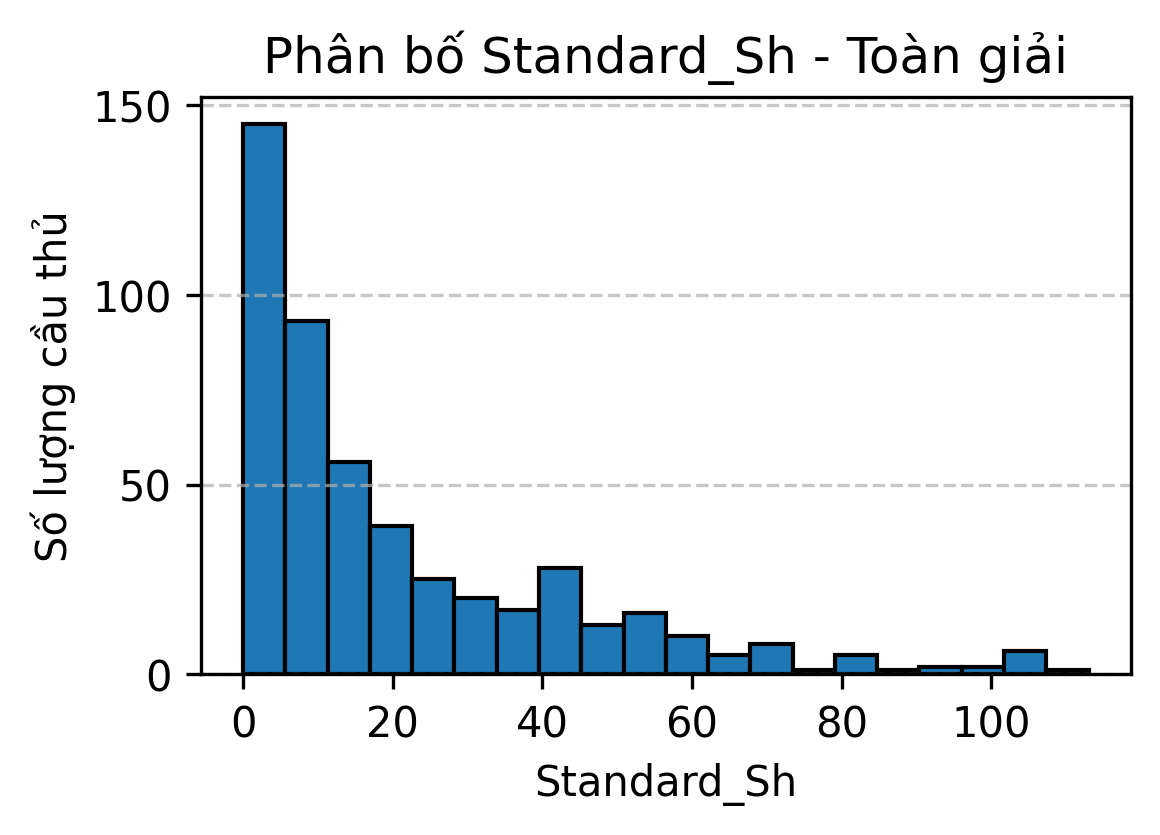 Phân bố Standard_Sh - Toàn giải
Số lượng cầu thủ
150
100
50
0
0 20 40 60 80 100
Standard_Sh